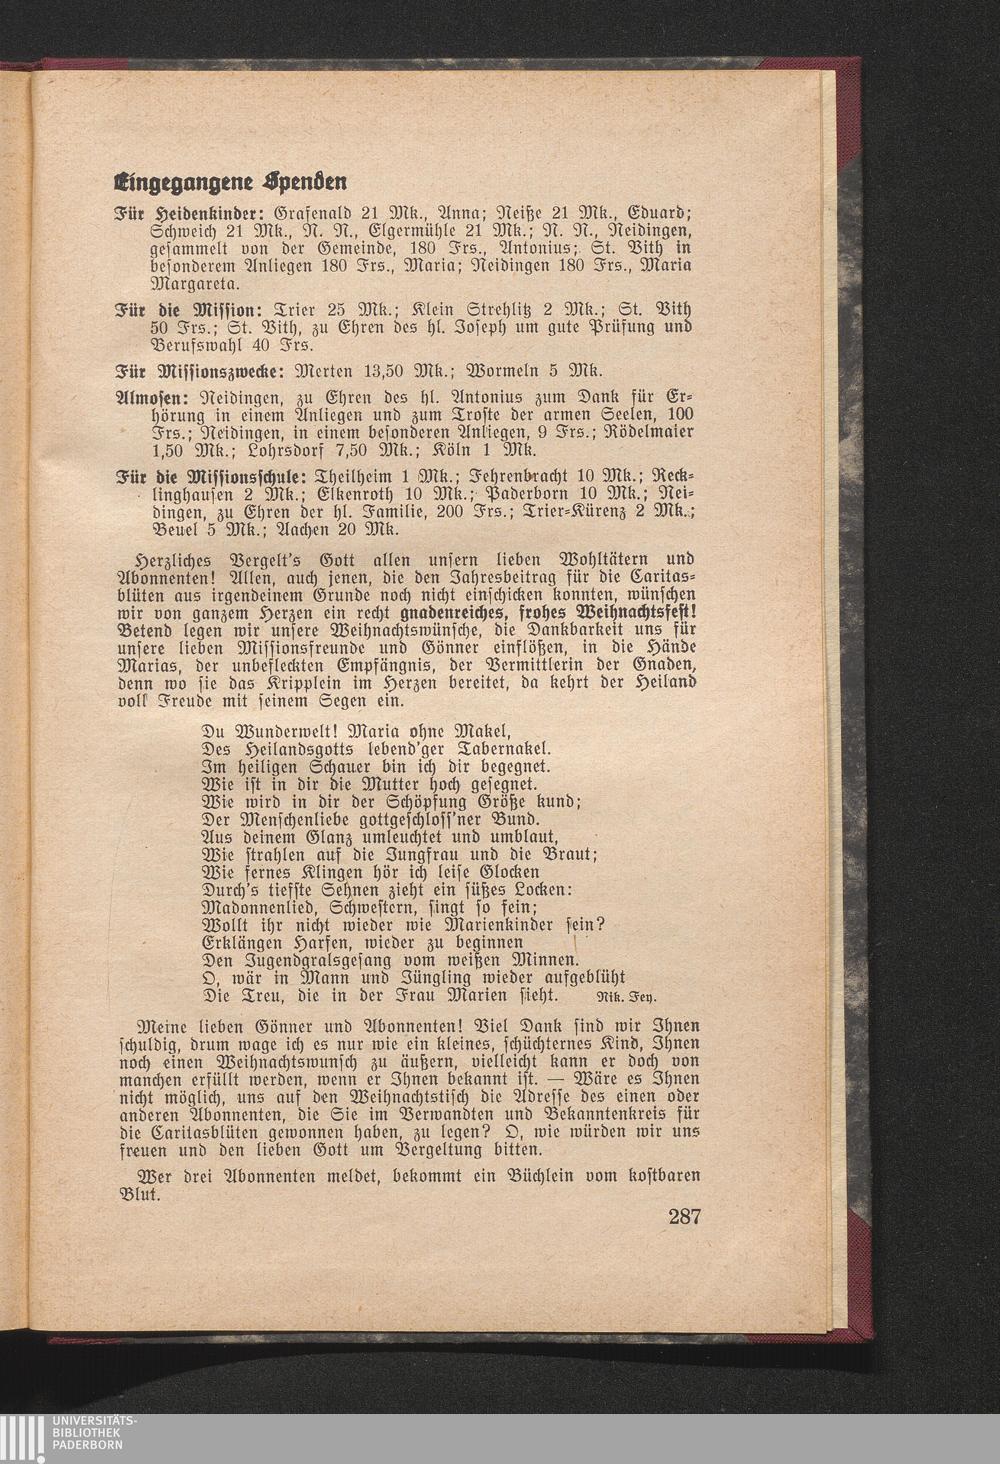 Eingegangene Spenden
Für Heidenkinder: Grafenald 21 Mk., Anna; Neiße 21 Mk., Eduard;
Schweich 21 Mk., N. N., Elgermühle 21 Mk.; N. N., Neidingen,
gesammelt von der Gemeinde, 180 Frs., Antonius; St. Vith in
besonderem Anliegen 180 Frs., Maria; Neidingen 180 Frs., Maria
Margareta.
Für die Mission: Trier 25 Mk.; Klein Strehlitz 2 Mk.; St. Vith
50 Frs.; St. Vith, zu Ehren des hl. Joseph um gute Prüfung und
Berufswahl 40 Frs.
Für Missionszwecke: Merten 13,50 Mk.; Wormeln 5 Mk.
Almosen: Neidingen, zu Ehren des hl. Antonius zum Dank für Er-
hörung in einem Anliegen und zum Troste der armen Seelen, 100
Frs.; Neidingen, in einem besonderen Anliegen, 9 Frs.; Rödelmaier
1,50 Mk.; Lohrsdorf 7,50 Mk.; Köln 1 Mk.
Für die Missionsschule: Theilheim 1 Mk.; Fehrenbracht 10 Mk.; Reck-
linghausen 2 Mk.; Elkenroth 10 Mk.; Paderborn 10 Mk.; Nei-
dingen, zu Ehren der hl. Familie, 200 Frs.; Trier-Kürenz 2 Mk.;
Beuel 5 Mk.; Aachen 20 Mk.
Herzliches Vergelt's Gott allen unsern lieben Wohltätern und
Abonnenten! Allen, auch jenen, die den Jahresbeitrag für die Caritas-
blüten aus irgendeinem Grunde noch nicht einschicken konnten, wünschen
wir von ganzem Herzen ein recht gnadenreiches, frohes Weihnachtsfest!
Betend legen wir unsere Weihnachtswünsche, die Dankbarkeit uns für
unsere lieben Missionsfreunde und Gönner einflößen, in die Hände
Marias, der unbefleckten Empfängnis, der Vermittlerin der Gnaden,
denn wo sie das Kripplein im Herzen bereitet, da kehrt der Heiland
voll Freude mit seinem Segen ein.
Du Wunderwelt! Maria ohne Makel,
Des Heilandsgotts lebend'ger Tabernakel.
Im heiligen Schauer bin ich dir begegnet.
Wie ist in dir die Mutter hoch gesegnet.
Wie wird in dir der Schöpfung Größe kund;
Der Menschenliebe gottgeschloss'ner Bund.
Aus deinem Glanz umleuchtet und umblaut,
Wie strahlen auf die Jungfrau und die Braut;
Wie fernes Klingen hör ich leise Glocken
Durch's tiefste Sehnen zieht ein süßes Locken:
Madonnenlied, Schwestern, singt so fein;
Wollt ihr nicht wieder wie Marienkinder sein?
Erklängen Harfen, wieder zu beginnen
Den Jugendgralsgesang vom weißen Minnen.
O, wär in Mann und Jüngling wieder aufgeblüht
Die Treu, die in der Frau Marien sieht. Nik. Fey.
Meine lieben Gönner und Abonnenten! Viel Dank sind wir Ihnen
schuldig, drum wage ich es nur wie ein kleines, schüchternes Kind, Ihnen
noch einen Weihnachtswunsch zu äußern, vielleicht kann er doch von
manchen erfüllt werden, wenn er Ihnen bekannt ist. — Wäre es Ihnen
nicht möglich, uns auf den Weihnachtstisch die Adresse des einen oder
anderen Abonnenten, die Sie im Verwandten und Bekanntenkreis für
die Caritasblüten gewonnen haben, zu legen? O, wie würden wir uns
freuen und den lieben Gott um Vergeltung bitten.
Wer drei Abonnenten meldet, bekommt ein Büchlein vom kostbaren
Blut.
287
UNIVERSITÄTS-
BIBLIOTHEK
PADERBORN